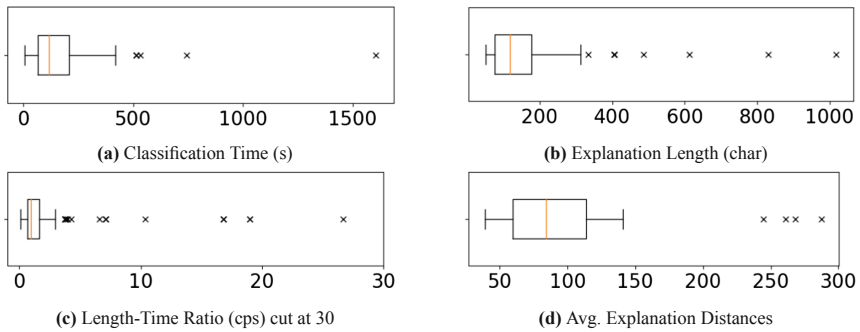 0 500 1000 1500
(a) Classification Time (s)
200 400 600 800 1000
(b) Explanation Length (char)
0 10 20 30
(c) Length-Time Ratio (cps) cut at 30
50 100 150 200 250 300
(d) Avg. Explanation Distances